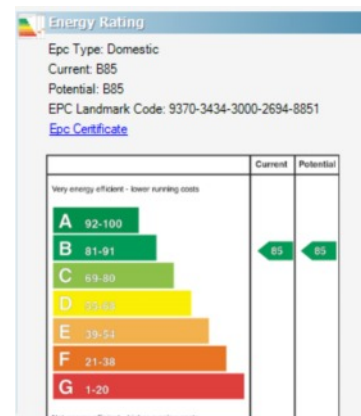 Energy Rating
Epc Type: Domestic
Current: B85
Potential: B85
EPC Landmark Code: 9370-3434-3000-2694-8851
Epc Certificate
Current Potential
Very energy efficient - lower running costs
A 92-100
B 81-91 85 85
C 69-80
D
E 39-54
F 21-38
G 1-20